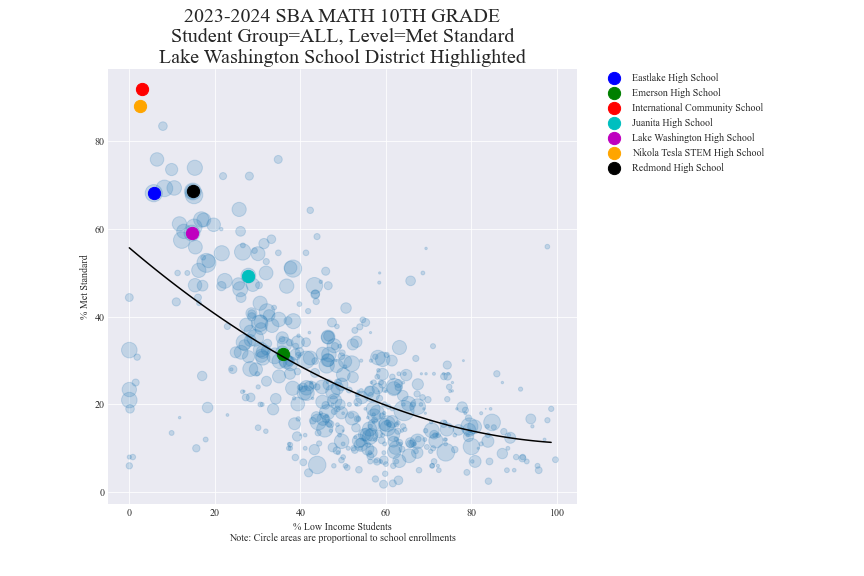 2023-2024 SBA MATH 10TH GRADE
Student Group=ALL, Level=Met Standard
Lake Washington School District Highlighted
Eastlake High School
Emerson High School
International Community School
Juanita High School
Lake Washington High School
Nikola Tesla STEM High School
Redmond High School
% Met Standard
80
60
40
20
0
0 20 40 60 80 100
% Low Income Students
Note: Circle areas are proportional to school enrollments